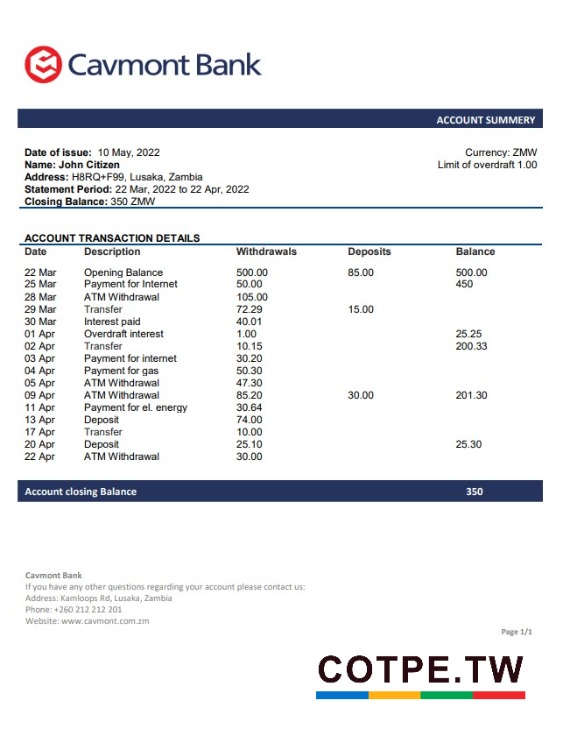 Cavmont Bank
ACCOUNT SUMMERY
Date of issue: 10 May, 2022 Currency: ZMW
Name: John Citizen Limit of overdraft 1.00
Address: H8RQ+F99, Lusaka, Zambia
Statement Period: 22 Mar, 2022 to 22 Apr, 2022
Closing Balance: 350 ZMW
ACCOUNT TRANSACTION DETAILS
Date Description Withdrawals Deposits Balance
22 Mar Opening Balance 500.00 85.00 500.00
25 Mar Payment for Internet 50.00 450
28 Mar ATM Withdrawal 105.00
29 Mar Transfer 72.29 15.00
30 Mar Interest paid 40.01
01 Apr Overdraft interest 1.00 25.25
02 Apr Transfer 10.15 200.33
03 Apr Payment for internet 30.20
04 Apr Payment for gas 50.30
05 Apr ATM Withdrawal 47.30
09 Apr ATM Withdrawal 85.20 30.00 201.30
11 Apr Payment for el. energy 30.64
13 Apr Deposit 74.00
17 Apr Transfer 10.00
20 Apr Deposit 25.10 25.30
22 Apr ATM Withdrawal 30.00
Account closing Balance 350
Cavmont Bank
If you have any other questions regarding your account please contact us:
Address: Kamloops Rd, Lusaka, Zambia
Phone: +260 212 212 201
Website: www.cavmont.com.zm
Page 1/1
COTPE.TW